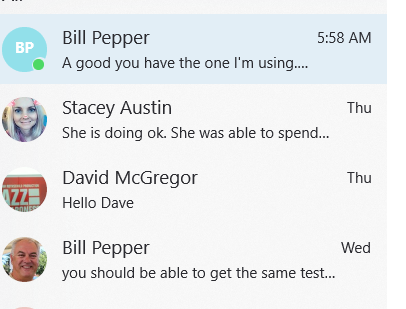 BP
Bill Pepper
5:58 AM
A good you have the one I'm using....
Stacey Austin
Thu
She is doing ok. She was able to spend...
David McGregor
Thu
Hello Dave
Bill Pepper
Wed
you should be able to get the same test...